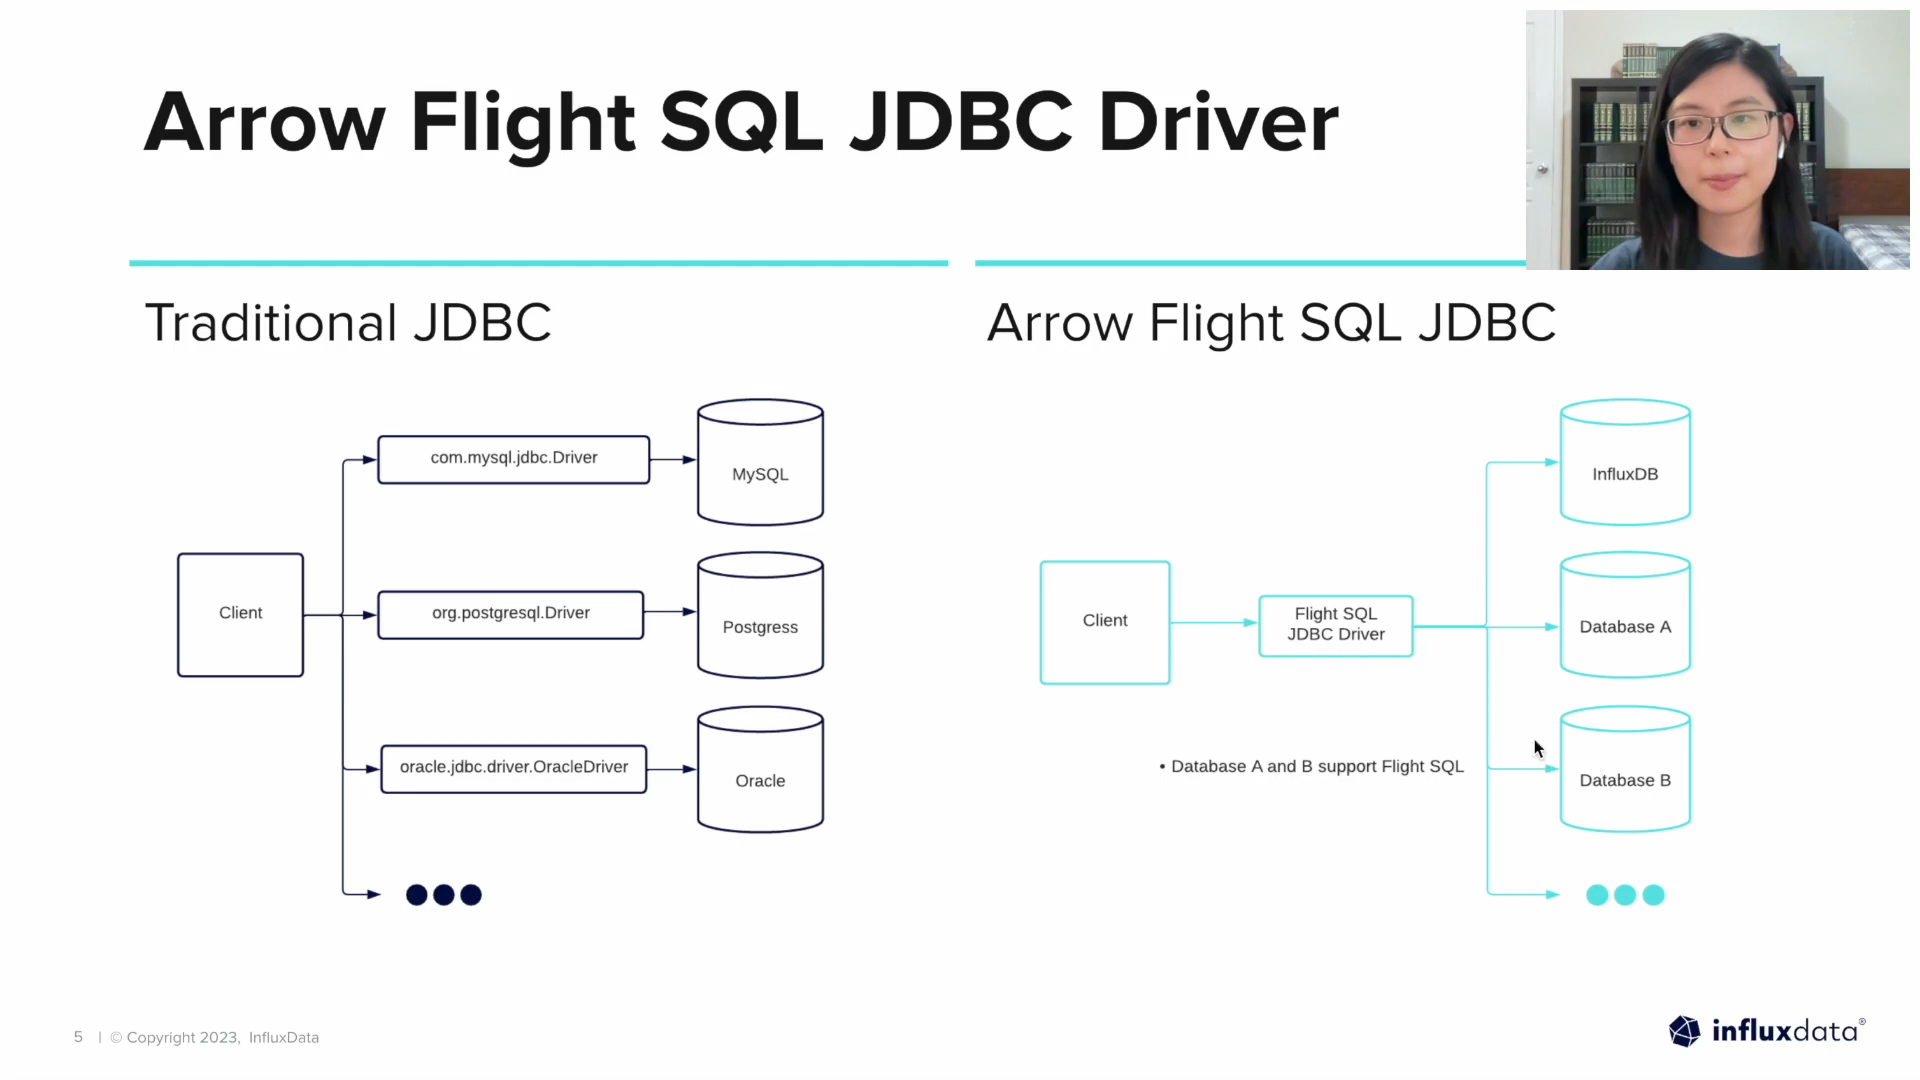 Arrow Flight SQL JDBC Driver
Traditional JDBC
com.mysql.jdbc.Driver
MySQL
Client
org.postgresql.Driver
Postgress
oracle.jdbc.driver.OracleDriver
Oracle
Arrow Flight SQL JDBC
InfluxDB
Client
Flight SQL
JDBC Driver
Database A
• Database A and B support Flight SQL
Database B
5 | © Copyright 2023, InfluxData
influxdata®